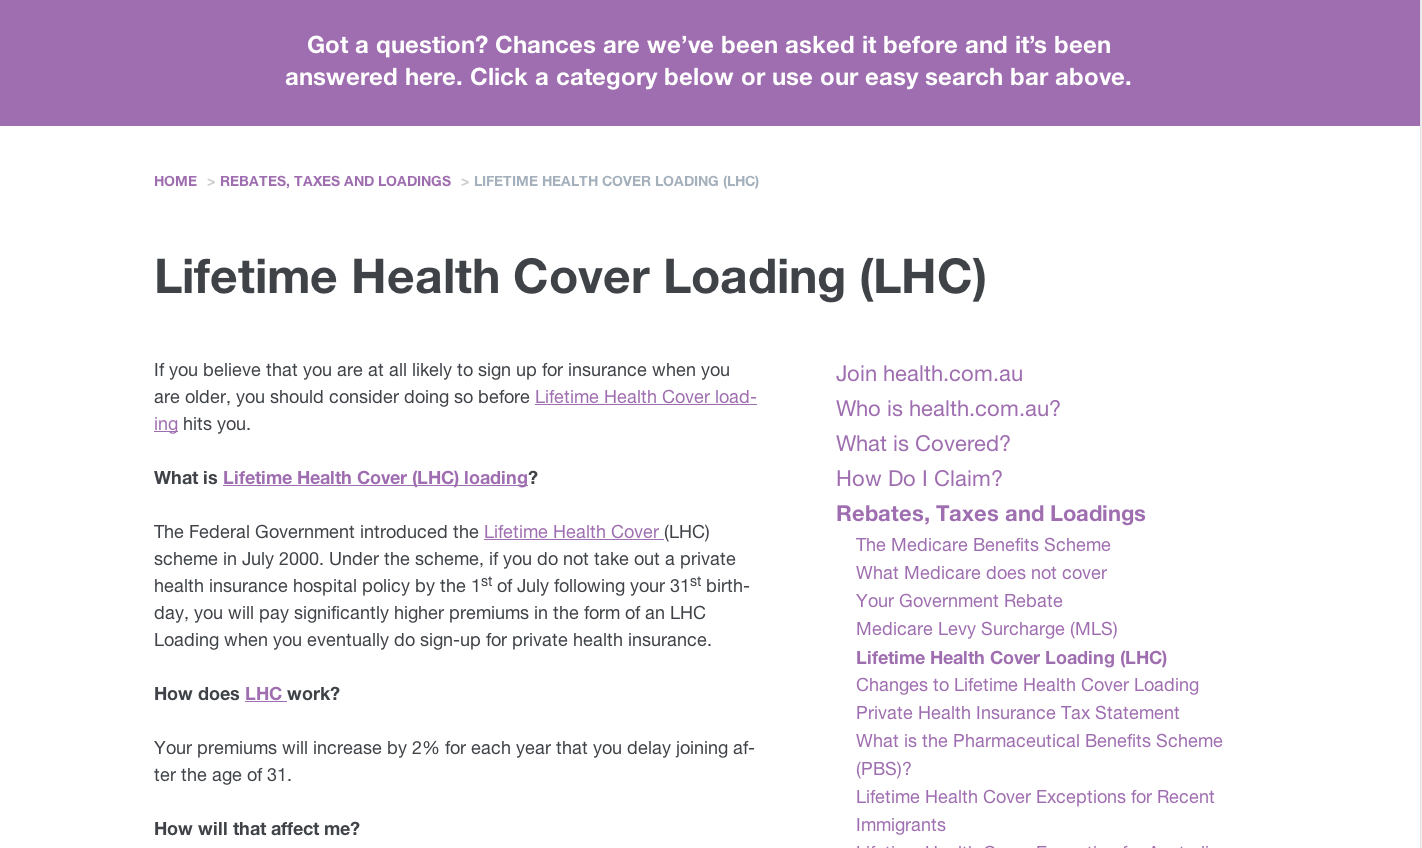 Got a question? Chances are we’ve been asked it before and it’s been
answered here. Click a category below or use our easy search bar above.
HOME > REBATES, TAXES AND LOADINGS > LIFETIME HEALTH COVER LOADING (LHC)
Lifetime Health Cover Loading (LHC)
If you believe that you are at all likely to sign up for insurance when you
are older, you should consider doing so before Lifetime Health Cover load-
ing hits you.
What is Lifetime Health Cover (LHC) loading?
The Federal Government introduced the Lifetime Health Cover (LHC)
scheme in July 2000. Under the scheme, if you do not take out a private
health insurance hospital policy by the 1st of July following your 31st birth-
day, you will pay significantly higher premiums in the form of an LHC
Loading when you eventually do sign-up for private health insurance.
How does LHC work?
Your premiums will increase by 2% for each year that you delay joining af-
ter the age of 31.
How will that affect me?
Join health.com.au
Who is health.com.au?
What is Covered?
How Do I Claim?
Rebates, Taxes and Loadings
The Medicare Benefits Scheme
What Medicare does not cover
Your Government Rebate
Medicare Levy Surcharge (MLS)
Lifetime Health Cover Loading (LHC)
Changes to Lifetime Health Cover Loading
Private Health Insurance Tax Statement
What is the Pharmaceutical Benefits Scheme
(PBS)?
Lifetime Health Cover Exceptions for Recent
Immigrants